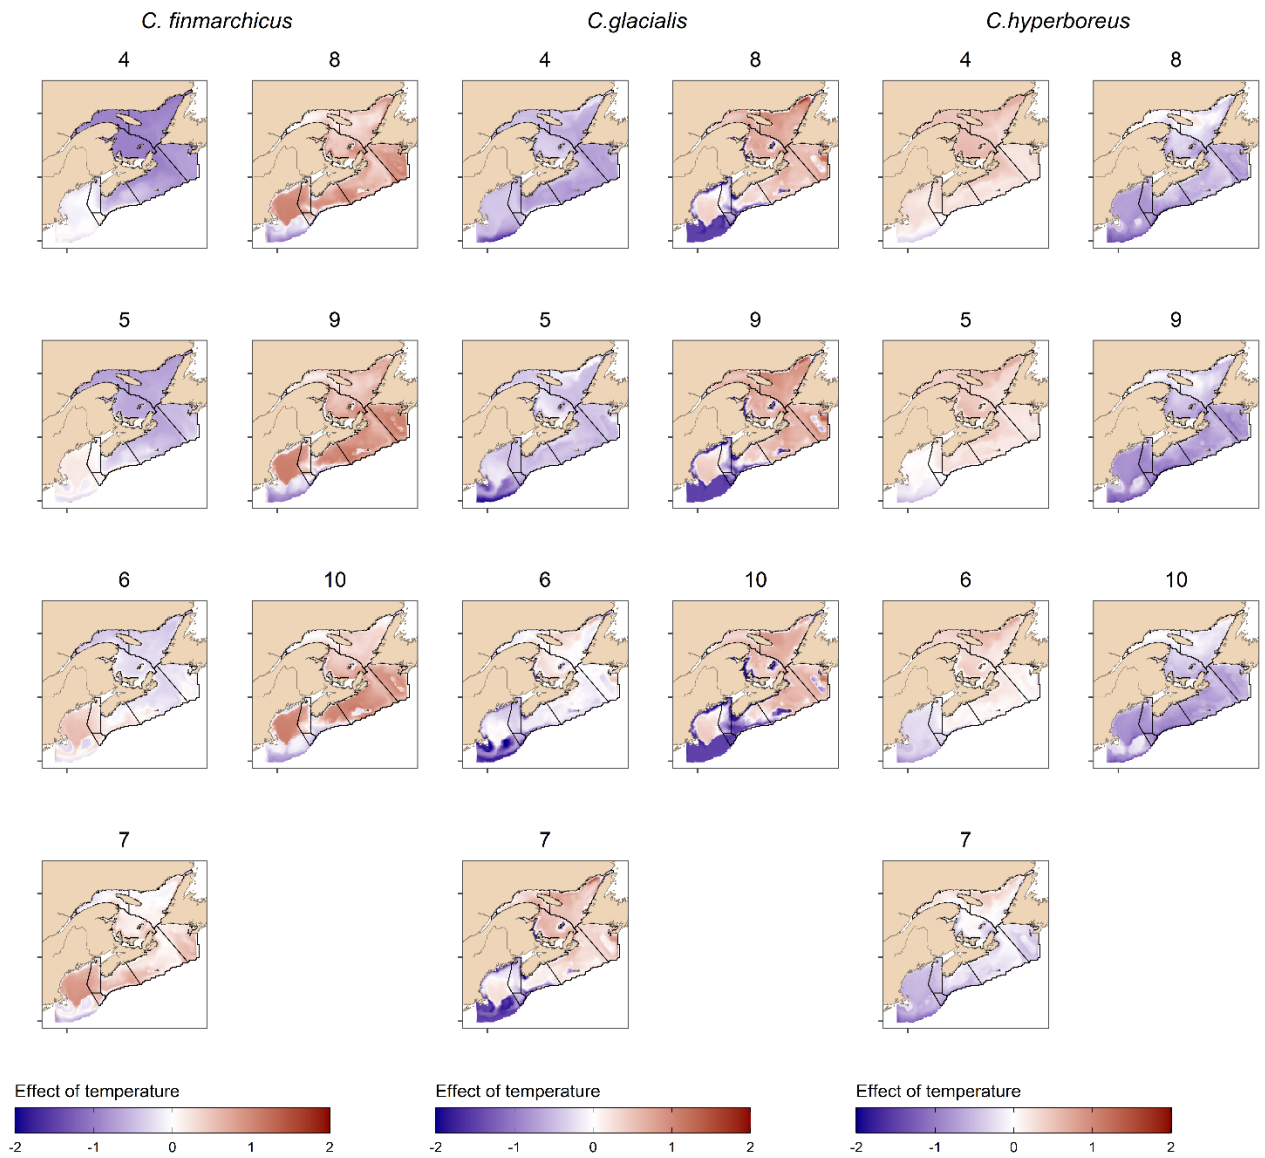 C. finmarchicus C.glacialis C.hyperboreus
4 8 4 8 4 8
5 9 5 9 5 9
6 10 6 10 6 10
7 7 7
Effect of temperature Effect of temperature Effect of temperature
-2 -1 0 1 2 -2 -1 0 1 2 -2 -1 0 1 2